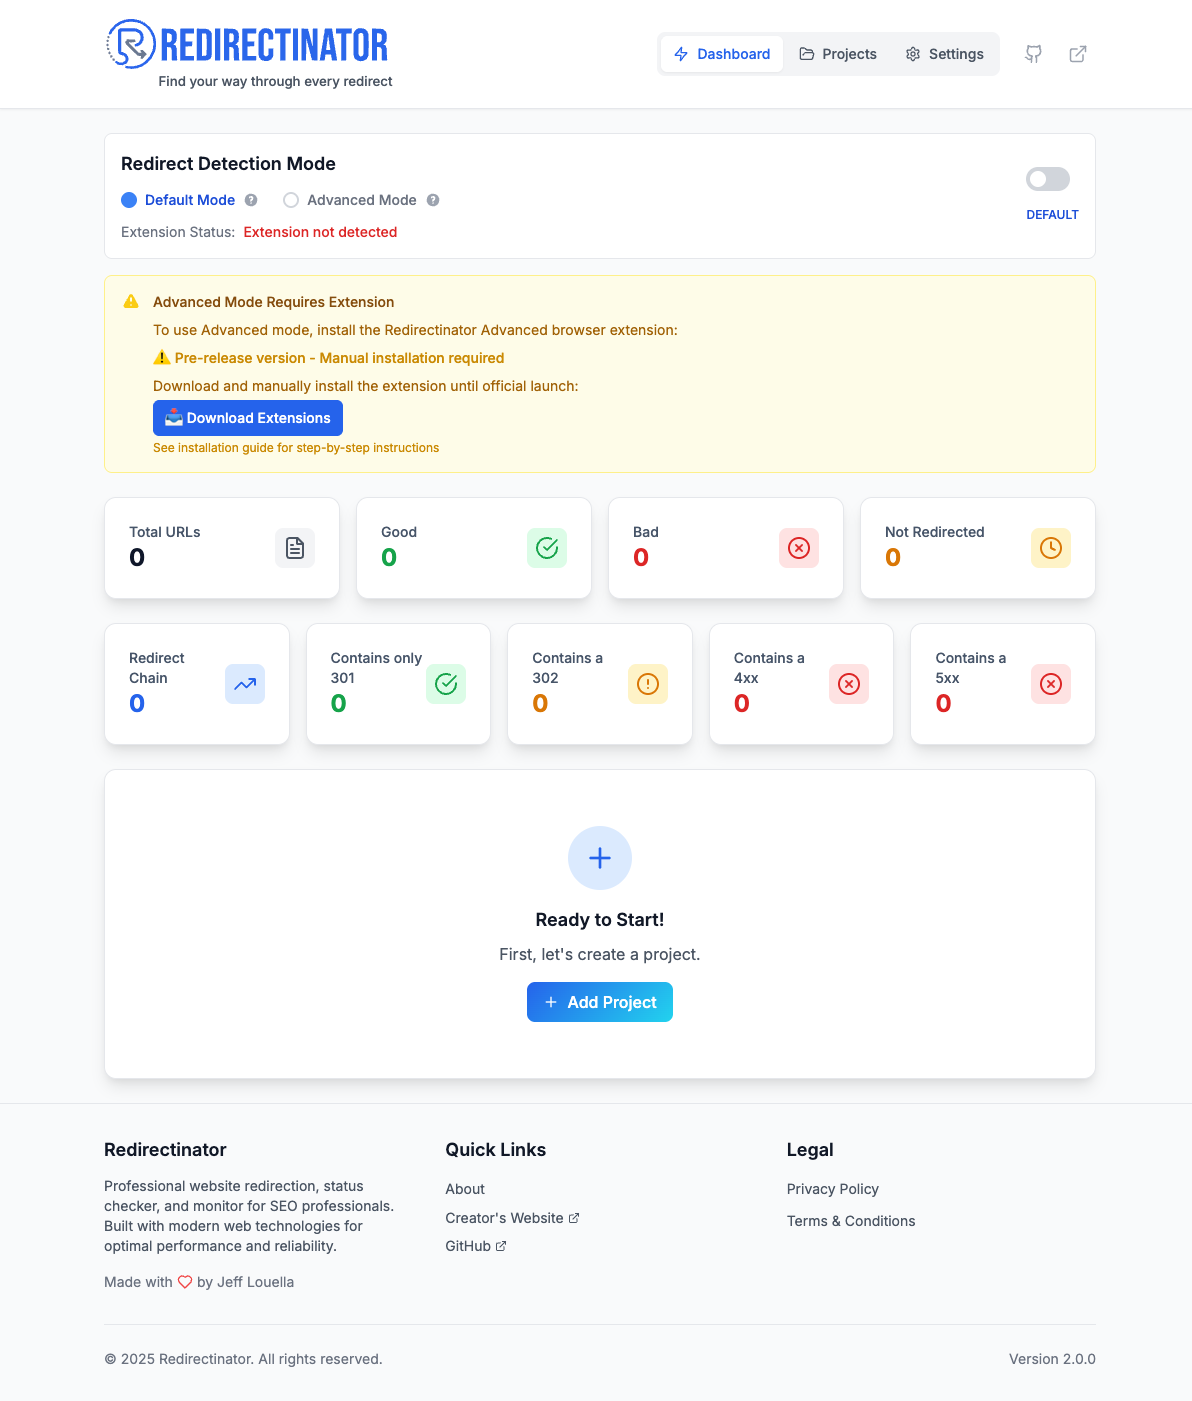 REDIRECTINATOR
Find your way through every redirect
Dashboard
Projects
Settings
Redirect Detection Mode
Default Mode ?
Advanced Mode ?
Extension Status: Extension not detected
DEFAULT
Advanced Mode Requires Extension
To use Advanced mode, install the Redirectinator Advanced browser extension:
⚠️ Pre-release version - Manual installation required
Download and manually install the extension until official launch:
📥 Download Extensions
See installation guide for step-by-step instructions
Total URLs
0
Good
0
Bad
0
Not Redirected
0
Redirect
Chain
0
Contains only
301
0
Contains a
302
0
Contains a
4xx
0
Contains a
5xx
0
Ready to Start!
First, let's create a project.
+ Add Project
Redirectinator
Professional website redirection, status
checker, and monitor for SEO professionals.
Built with modern web technologies for
optimal performance and reliability.
Made with ♡ by Jeff Louella
Quick Links
About
Creator's Website
GitHub
Legal
Privacy Policy
Terms & Conditions
© 2025 Redirectinator. All rights reserved.
Version 2.0.0